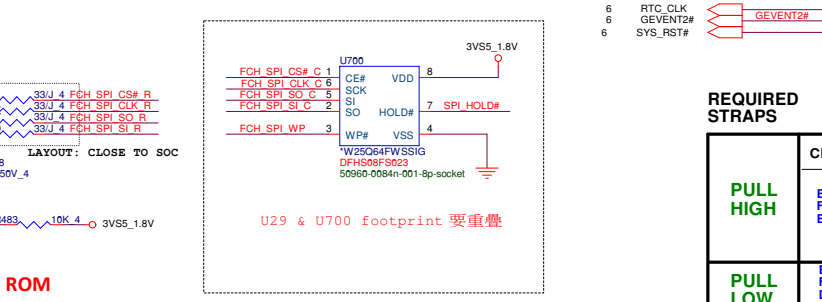 6 RTC_CLK
6 GEVENT2# GEVENT2#
6 SYS_RST#
3VS5_1.8V
U700
FCH_SPI_CS#_C 1 CE# VDD 8
FCH_SPI_CLK_C 6 SCK
FCH_SPI_SO_C 5 SI
FCH_SPI_SI_C 2 SO HOLD# 7 SPI_HOLD#
FCH_SPI_WP 3 WP# VSS 4
*W25Q64FWSSIG
DFHS08FS023
50960-0084n-001-8p-socket
U29 & U700 footprint 要重疊
33/J_4 FCH_SPI_CS#_R
33/J_4 FCH_SPI_CLK_R
33/J_4 FCH_SPI_SO_R
33/J_4 FCH_SPI_SI_R
LAYOUT: CLOSE TO SOC
50V_4
10K_4 3VS5_1.8V
ROM
REQUIRED
STRAPS
PULL
HIGH
PULL
LOW